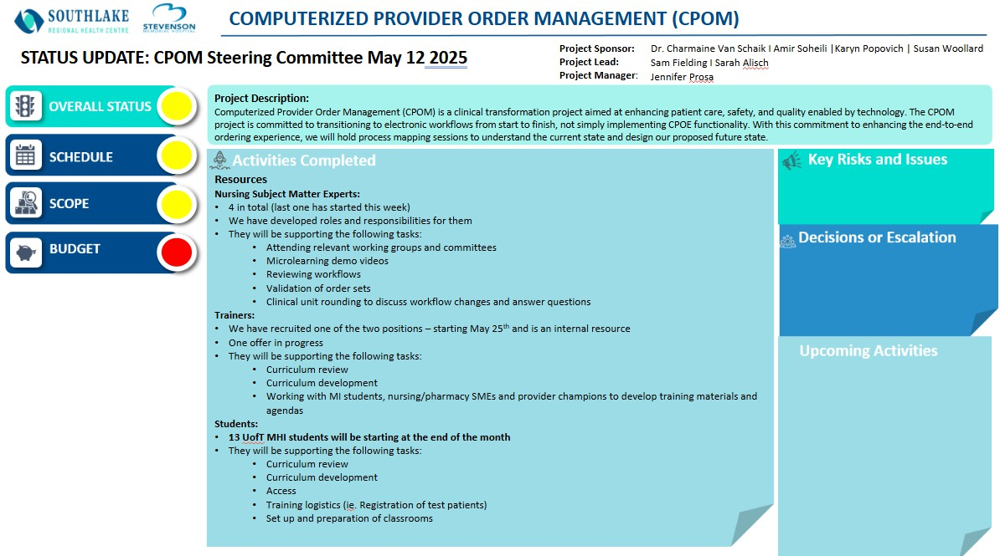 SOUTHLAKE
REGIONAL HEALTH CENTRE
STEVENSON
MEMORIAL HOSPITAL
COMPUTERIZED PROVIDER ORDER MANAGEMENT (CPOM)
STATUS UPDATE: CPOM Steering Committee May 12 2025
Project Sponsor: Dr. Charmaine Van Schaik I Amir Soheili |Karyn Popovich | Susan Woollard
Project Lead: Sam Fielding I Sarah Alisch
Project Manager: Jennifer Prosa
OVERALL STATUS
SCHEDULE
SCOPE
BUDGET
Project Description:
Computerized Provider Order Management (CPOM) is a clinical transformation project aimed at enhancing patient care, safety, and quality enabled by technology. The CPOM
project is committed to transitioning to electronic workflows from start to finish, not simply implementing CPOE functionality. With this commitment to enhancing the end-to-end
ordering experience, we will hold process mapping sessions to understand the current state and design our proposed future state.
Activities Completed
Resources
Nursing Subject Matter Experts:
• 4 in total (last one has started this week)
• We have developed roles and responsibilities for them
• They will be supporting the following tasks:
• Attending relevant working groups and committees
• Microlearning demo videos
• Reviewing workflows
• Validation of order sets
• Clinical unit rounding to discuss workflow changes and answer questions
Trainers:
• We have recruited one of the two positions – starting May 25th and is an internal resource
• One offer in progress
• They will be supporting the following tasks:
• Curriculum review
• Curriculum development
• Working with MI students, nursing/pharmacy SMEs and provider champions to develop training materials and
agendas
Students:
• 13 UofT MHI students will be starting at the end of the month
• They will be supporting the following tasks:
• Curriculum review
• Curriculum development
• Access
• Training logistics (ie. Registration of test patients)
• Set up and preparation of classrooms
Key Risks and Issues
Decisions or Escalation
Upcoming Activities